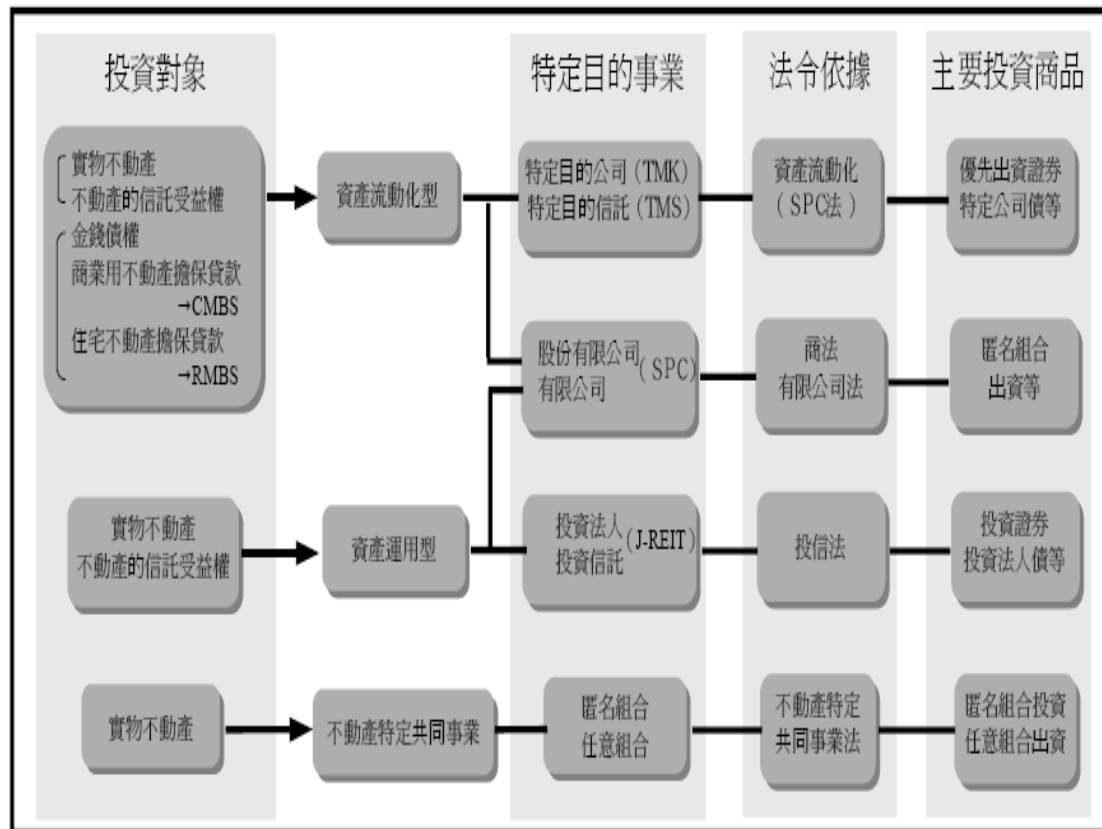 投資對象
特定目的事業
法令依據
主要投資商品
實物不動產
不動產的信託受益權
金錢債權
商業用不動產擔保貸款
→CMBS
住宅不動產擔保貸款
→RMBS
資產流動化型
特定目的公司(TMK)
特定目的信託(TMS)
資產流動化
(SPC法)
優先出資證券
特定公司債等
股份有限公司
有限公司
(SPC)
商法
有限公司法
匿名組合
出資等
實物不動產
不動產的信託受益權
資產運用型
投資法人
投資信託
(J-REIT)
投信法
投資證券
投資法人債等
實物不動產
不動產特定共同事業
匿名組合
任意組合
不動產特定
共同事業法
匿名組合投資
任意組合出資